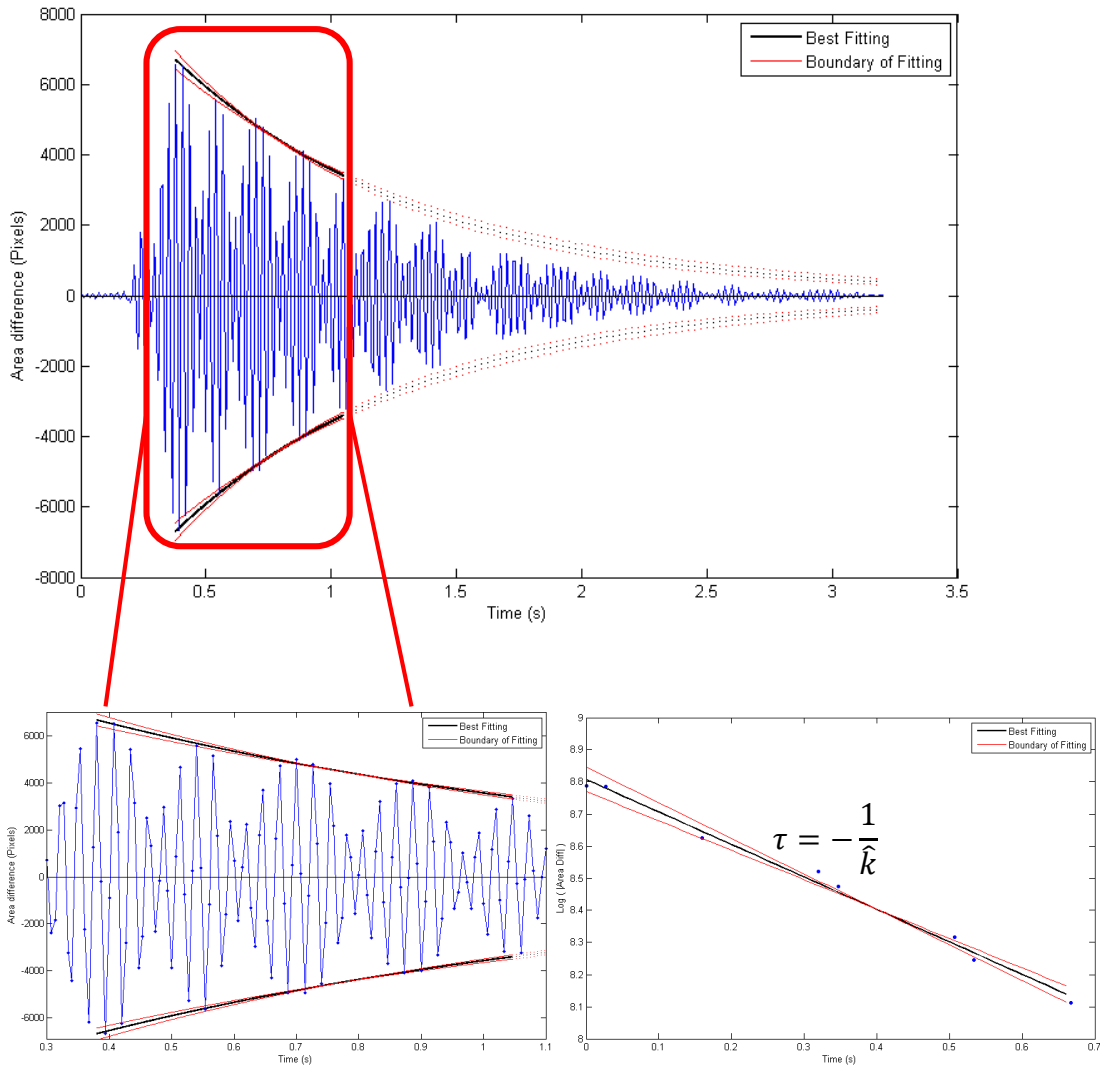 8000
6000
4000
2000
0
-2000
-4000
-6000
-8000
Area difference (Pixels)
Best Fitting
Boundary of Fitting
0 0.5 1 1.5 2 2.5 3 3.5
Time (s)
6000
4000
2000
0
-2000
-4000
-6000
Area difference (Pixels)
Best Fitting
Boundary of Fitting
0.3 0.4 0.5 0.6 0.7 0.8 0.9 1 1.1
Time (s)
9
8.9
8.8
8.7
8.6
8.5
8.4
8.3
8.2
8.1
8
Log ( |Area Diff| )
Best Fitting
Boundary of Fitting
τ = − 1 / k̂
0 0.1 0.2 0.3 0.4 0.5 0.6 0.7
Time (s)